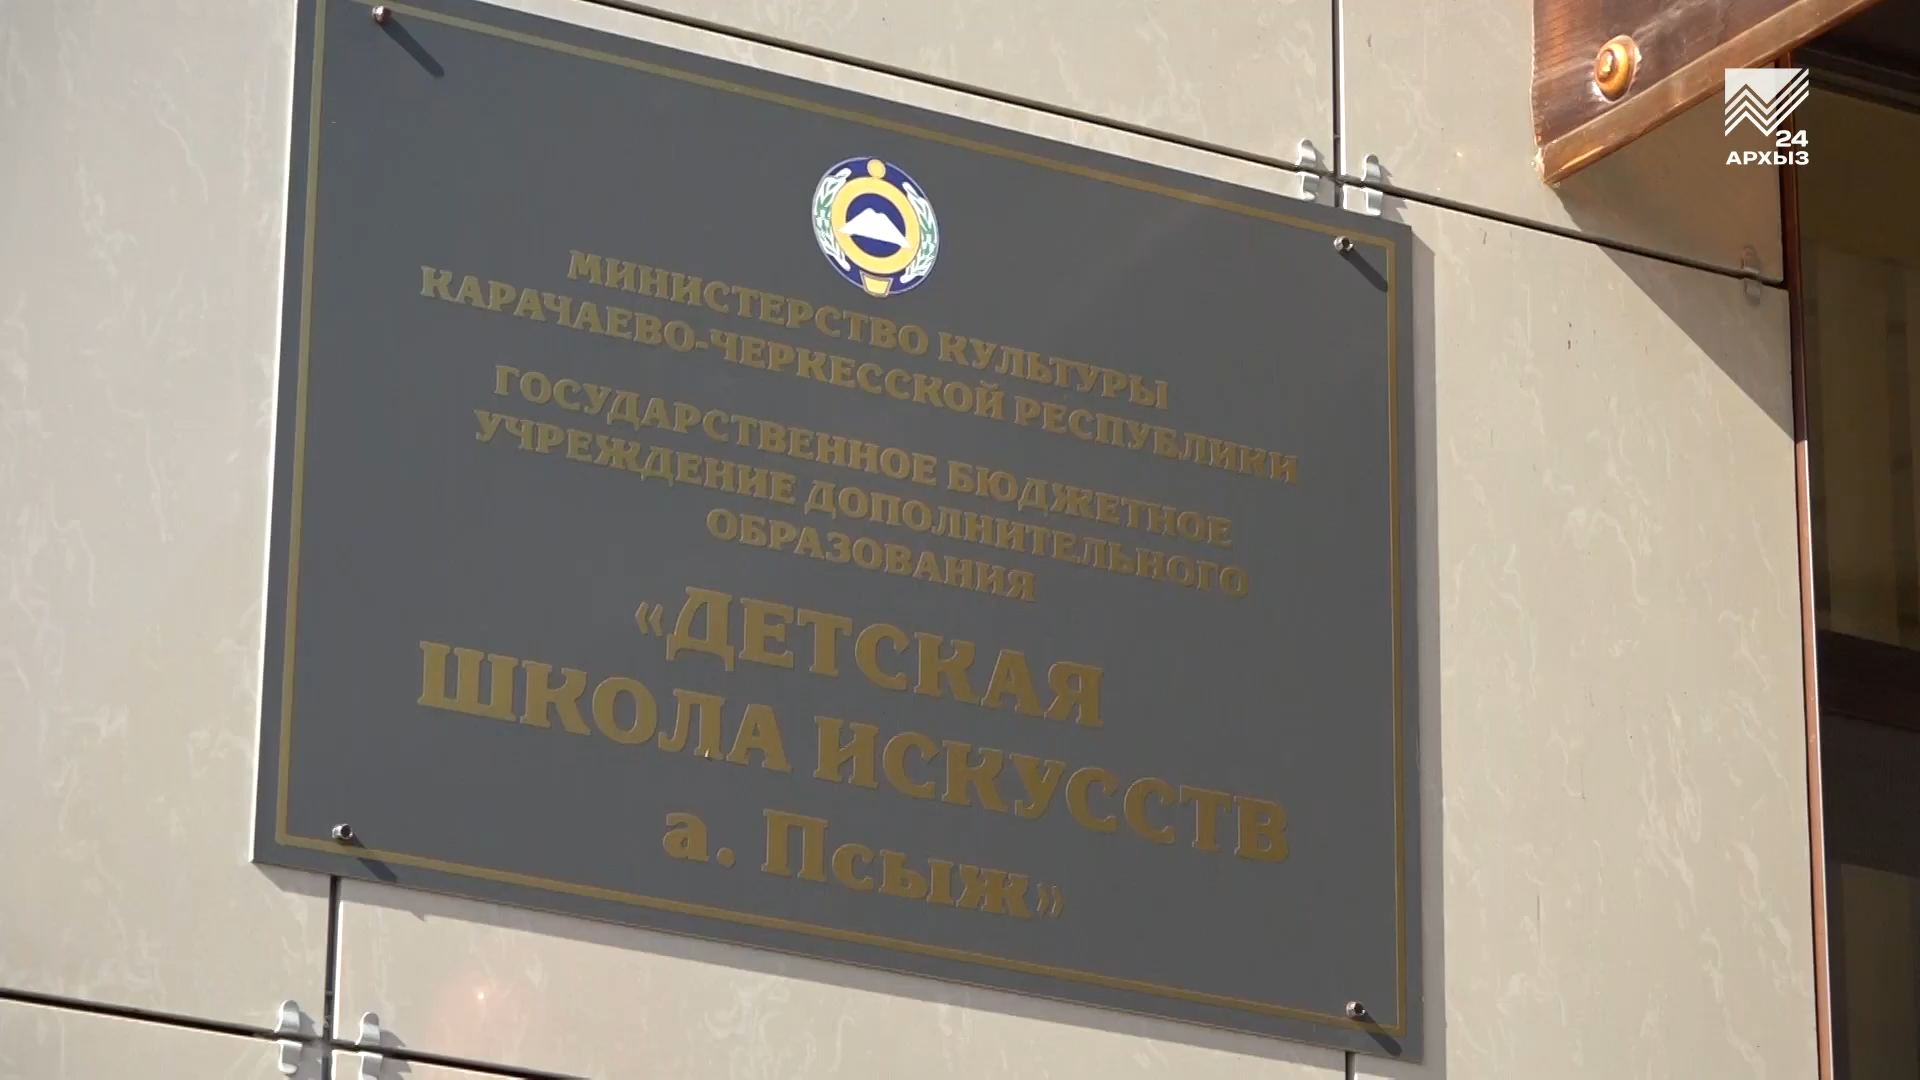 МИНИСТЕРСТВО КУЛЬТУРЫ
КАРАЧАЕВО-ЧЕРКЕССКОЙ РЕСПУБЛИКИ
ГОСУДАРСТВЕННОЕ БЮДЖЕТНОЕ
УЧРЕЖДЕНИЕ ДОПОЛНИТЕЛЬНОГО
ОБРАЗОВАНИЯ
«ДЕТСКАЯ
ШКОЛА ИСКУССТВ
а. Псыж»
24
АРХЫЗ